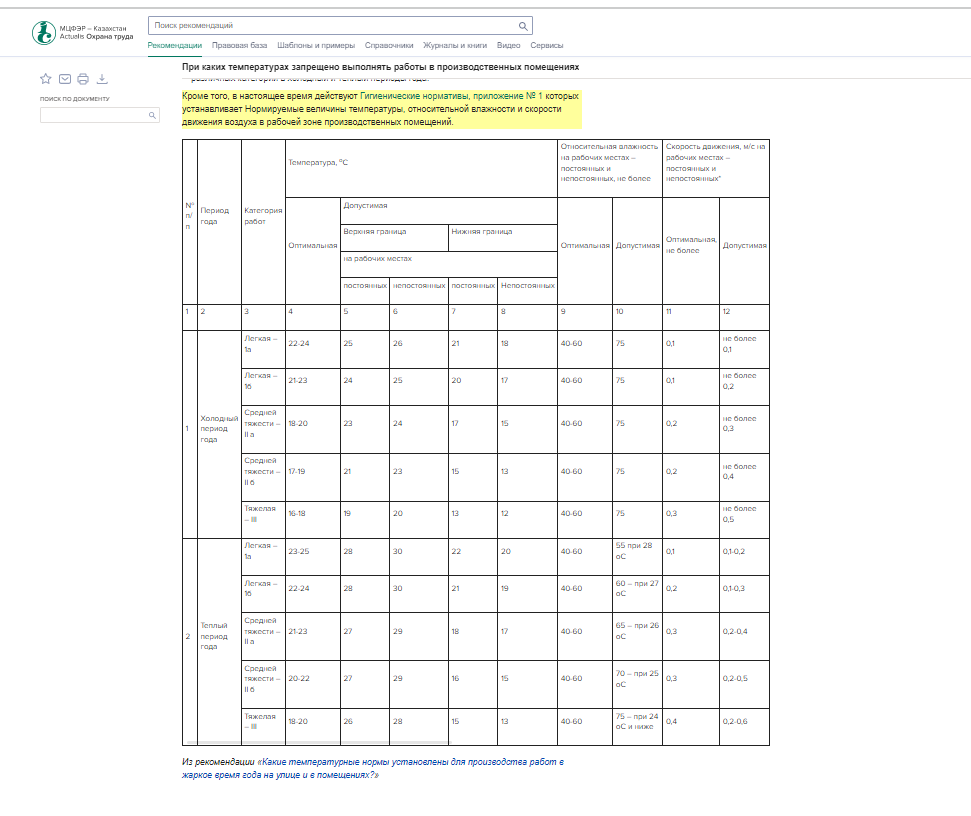 МЦФЭР – Казахстан
Actualis Охрана труда
Поиск рекомендаций
Рекомендации Правовая база Шаблоны и примеры Справочники Журналы и книги Видео Сервисы
ПОИСК ПО ДОКУМЕНТУ
При каких температурах запрещено выполнять работы в производственных помещениях
различных категорий в холодный и теплый периоды года.
Кроме того, в настоящее время действуют Гигиенические нормативы, приложение № 1 которых
устанавливает Нормируемые величины температуры, относительной влажности и скорости
движения воздуха в рабочей зоне производственных помещений.
№
п/
п
Период
года
Категория
работ
Температура, °С
Относительная влажность
на рабочих местах –
постоянных и
непостоянных, не более
Скорость движения, м/с на
рабочих местах –
постоянных и
непостоянных*
Оптимальная
Допустимая
Верхняя граница
Нижняя граница
на рабочих местах
постоянных
непостоянных
постоянных
Непостоянных
Оптимальная
Допустимая
Оптимальная,
не более
Допустимая
1 2 3 4 5 6 7 8 9 10 11 12
1
Холодный
период
года
Легкая –
1а
22-24 25 26 21 18 40-60 75 0,1
не более
0,1
Легкая –
1б
21-23 24 25 20 17 40-60 75 0,1
не более
0,2
Средней
тяжести –
II а
18-20 23 24 17 15 40-60 75 0,2
не более
0,3
Средней
тяжести –
II б
17-19 21 23 15 13 40-60 75 0,2
не более
0,4
Тяжелая
– III
16-18 19 20 13 12 40-60 75 0,3
не более
0,5
2
Теплый
период
года
Легкая –
1а
23-25 28 30 22 20 40-60
55 при 28
оС
0,1 0,1-0,2
Легкая –
1б
22-24 28 30 21 19 40-60
60 – при 27
оС
0,2 0,1-0,3
Средней
тяжести –
II а
21-23 27 29 18 17 40-60
65 – при 26
оС
0,3 0,2-0,4
Средней
тяжести –
II б
20-22 27 29 16 15 40-60
70 – при 25
оС
0,3 0,2-0,5
Тяжелая
– III
18-20 26 28 15 13 40-60
75 – при 24
оС и ниже
0,4 0,2-0,6
Из рекомендации «Какие температурные нормы установлены для производства работ в
жаркое время года на улице и в помещениях?»